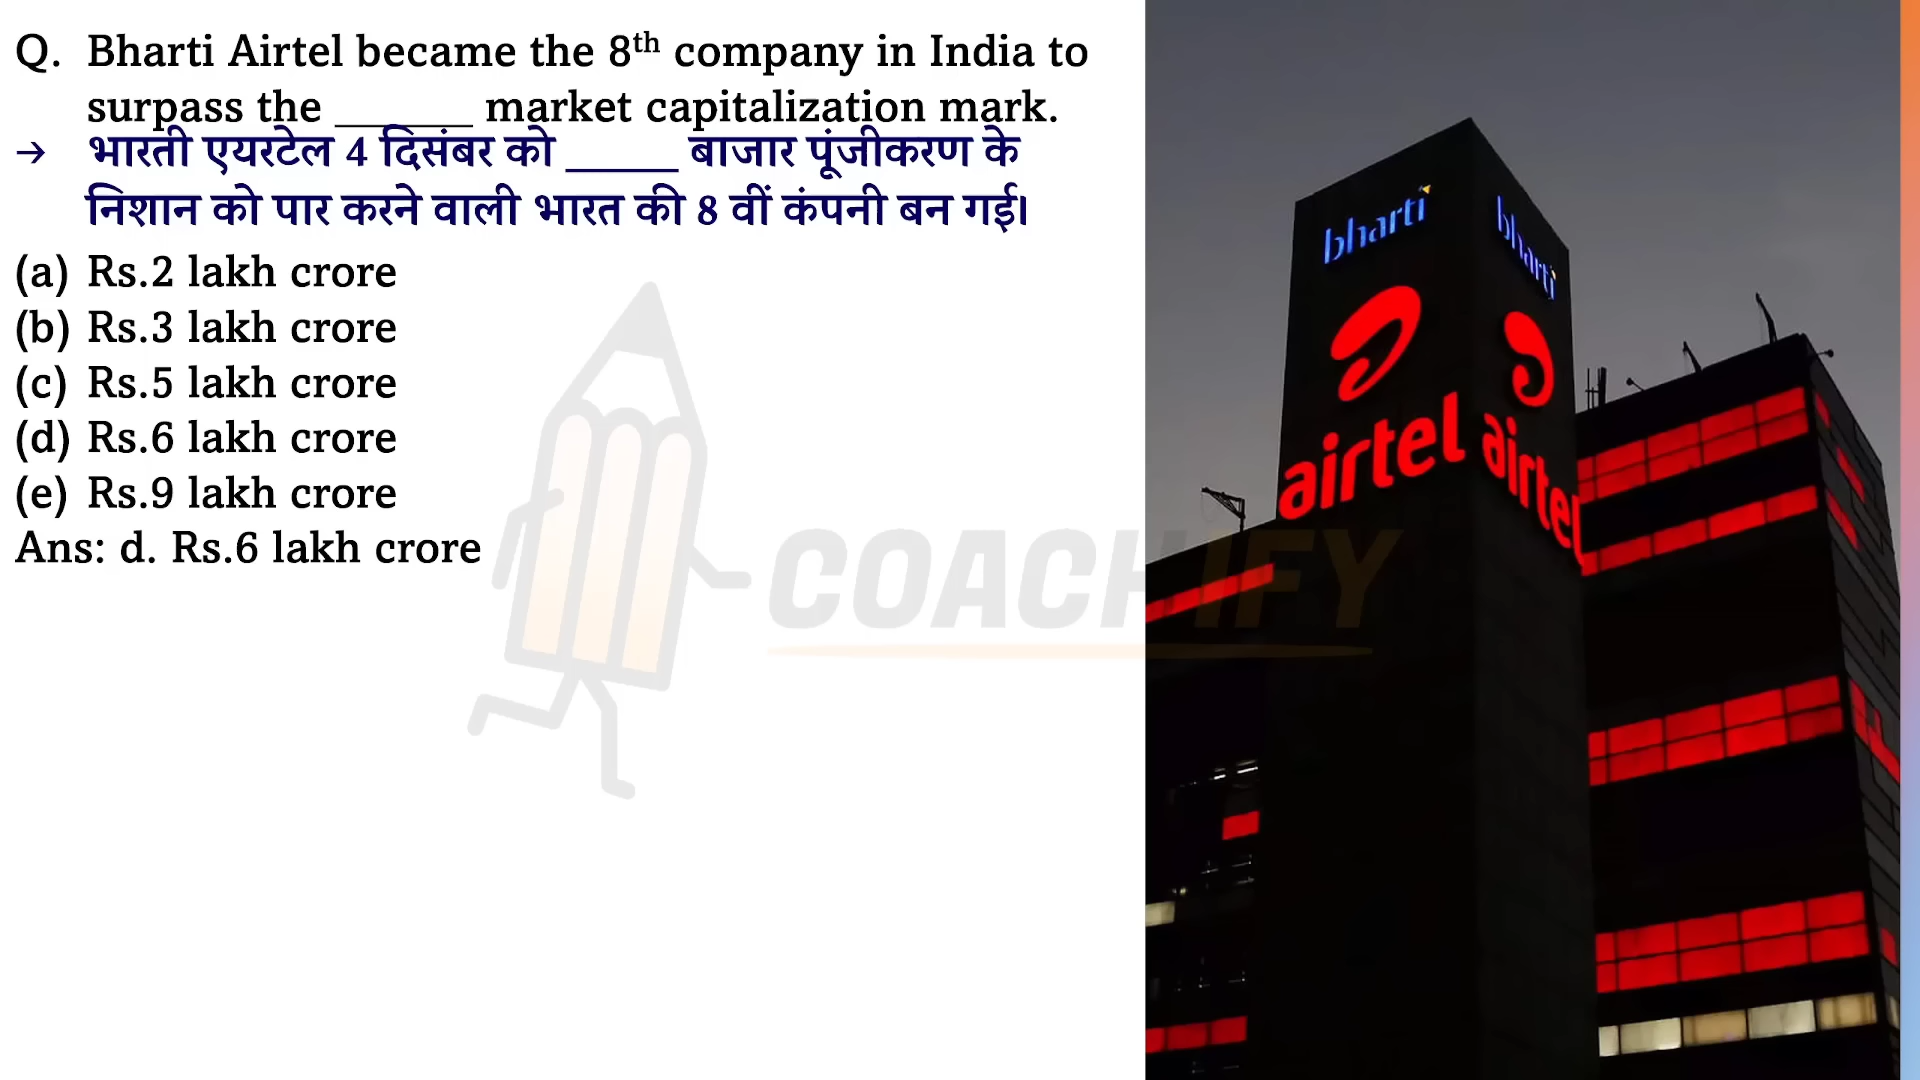 Q. Bharti Airtel became the 8th company in India to
surpass the ______ market capitalization mark.
→ भारती एयरटेल 4 दिसंबर को _____ बाजार पूंजीकरण के
निशान को पार करने वाली भारत की 8 वीं कंपनी बन गई।
(a) Rs.2 lakh crore
(b) Rs.3 lakh crore
(c) Rs.5 lakh crore
(d) Rs.6 lakh crore
(e) Rs.9 lakh crore
Ans: d. Rs.6 lakh crore
COACHIFY
bharti
airtel
bharti
airtel